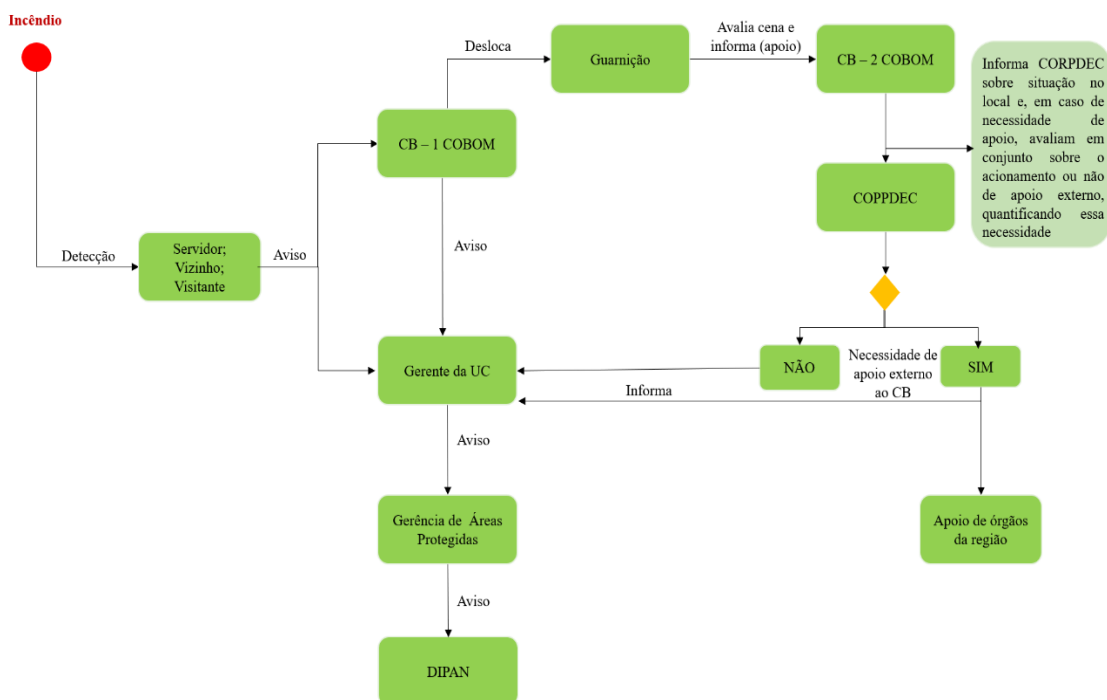 Incêndio
Detecção
Servidor;
Vizinho;
Visitante
Aviso
CB – 1 COBOM
Desloca
Guarnição
Avalia cena e
informa (apoio)
CB – 2 COBOM
Informa CORPDEC
sobre situação no
local e, em caso de
necessidade de
apoio, avaliam em
conjunto sobre o
acionamento ou não
de apoio externo,
quantificando essa
necessidade
COPPDEC
Aviso
NÃO
Necessidade de
apoio externo
ao CB
SIM
Gerente da UC
Informa
Aviso
Gerência de Áreas
Protegidas
Apoio de órgãos
da região
Aviso
DIPAN